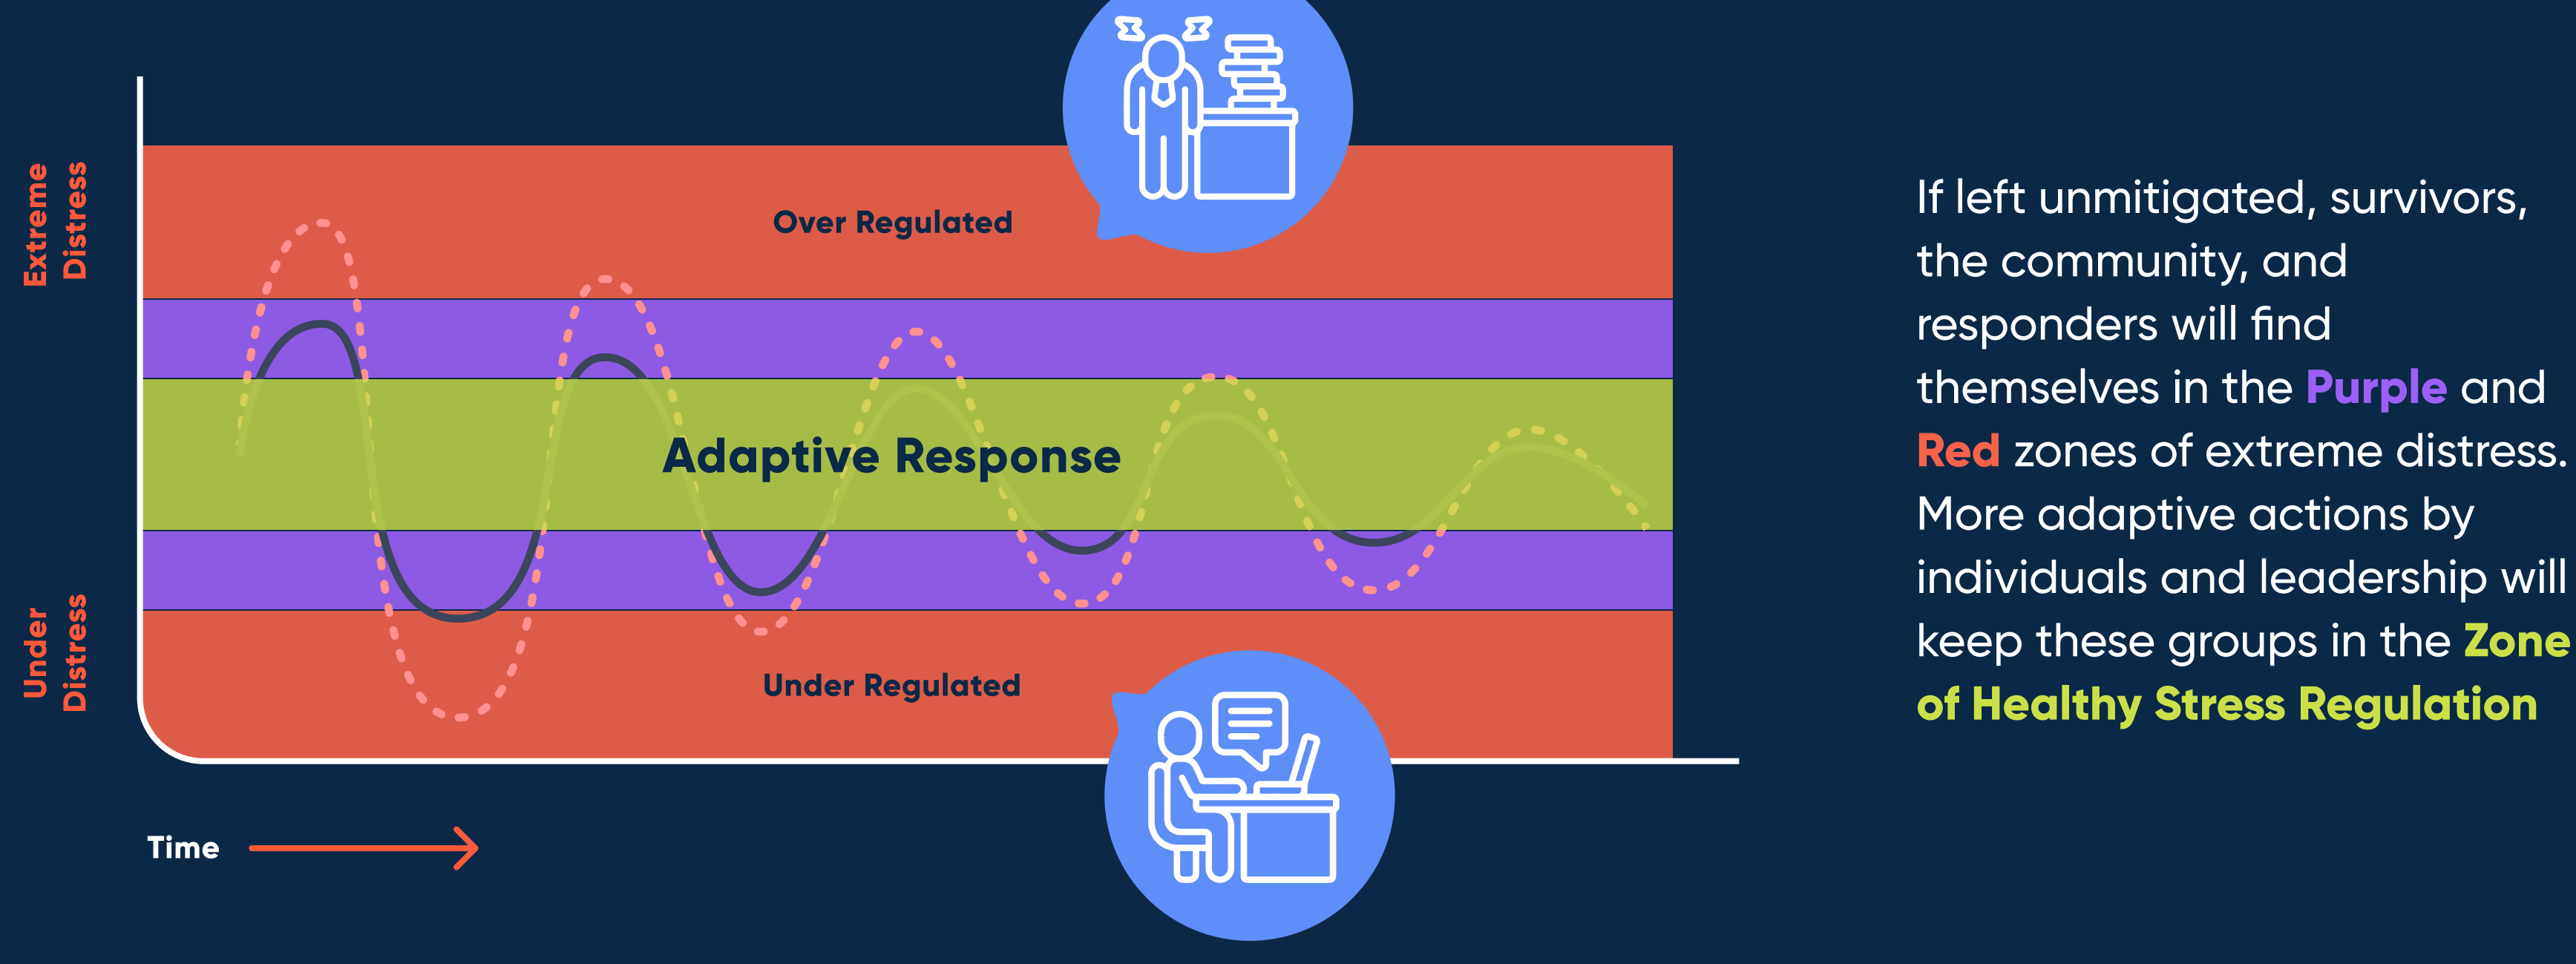 Extreme
Distress
Over Regulated
Adaptive Response
Under Regulated
Under
Distress
Time
If left unmitigated, survivors,
the community, and
responders will find
themselves in the Purple and
Red zones of extreme distress.
More adaptive actions by
individuals and leadership will
keep these groups in the Zone
of Healthy Stress Regulation